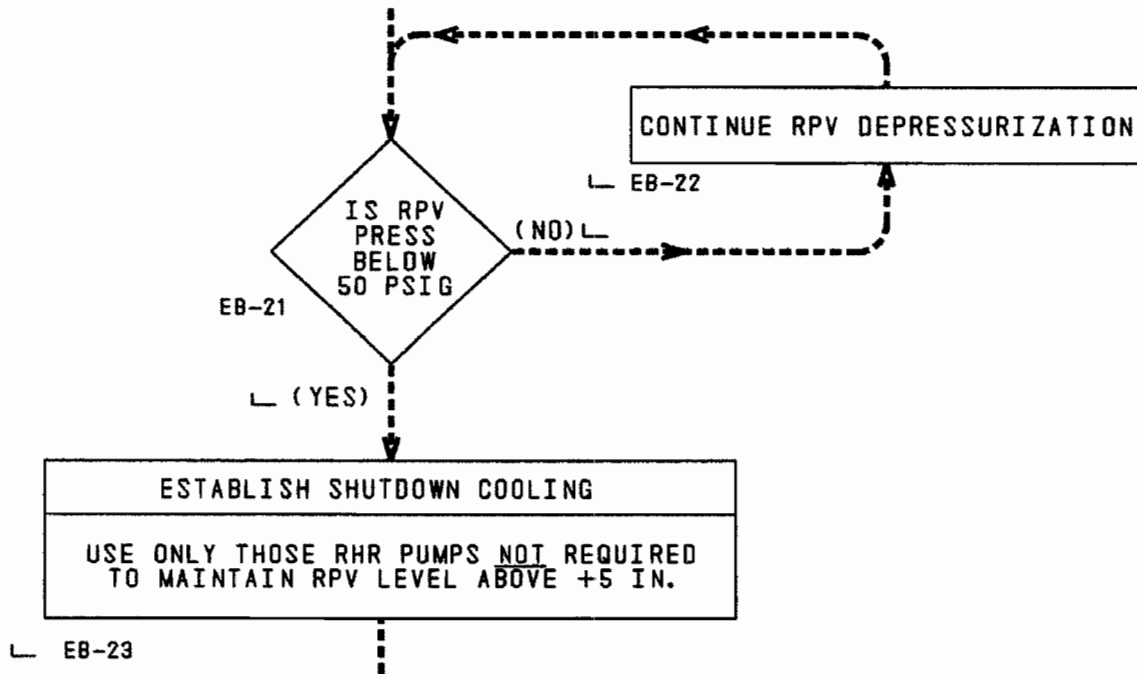 CONTINUE RPV DEPRESSURIZATION
EB-22
IS RPV
PRESS
BELOW
50 PSIG
(NO)
EB-21
(YES)
ESTABLISH SHUTDOWN COOLING
USE ONLY THOSE RHR PUMPS NOT REQUIRED
TO MAINTAIN RPV LEVEL ABOVE +5 IN.
EB-23